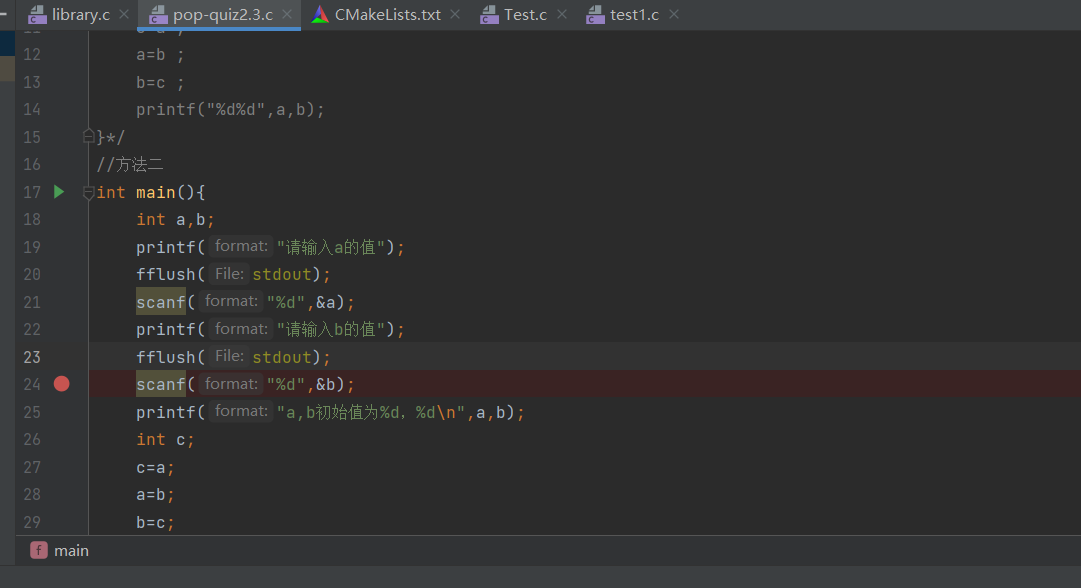 library.c pop-quiz2.3.c CMakeLists.txt Test.c test1.c
12 a=b ;
13 b=c ;
14 printf("%d%d",a,b);
15 }*/
16 //方法二
17 int main(){
18 int a,b;
19 printf( format: "请输入a的值");
20 fflush( File: stdout);
21 scanf( format: "%d",&a);
22 printf( format: "请输入b的值");
23 fflush( File: stdout);
24 scanf( format: "%d",&b);
25 printf( format: "a,b初始值为%d，%d\n",a,b);
26 int c;
27 c=a;
28 a=b;
29 b=c;
f main